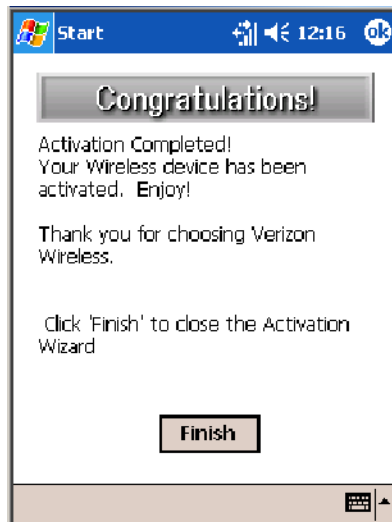 Start 12:16 ok
Congratulations!
Activation Completed!
Your Wireless device has been
activated. Enjoy!
Thank you for choosing Verizon
Wireless.
Click 'Finish' to close the Activation
Wizard
Finish